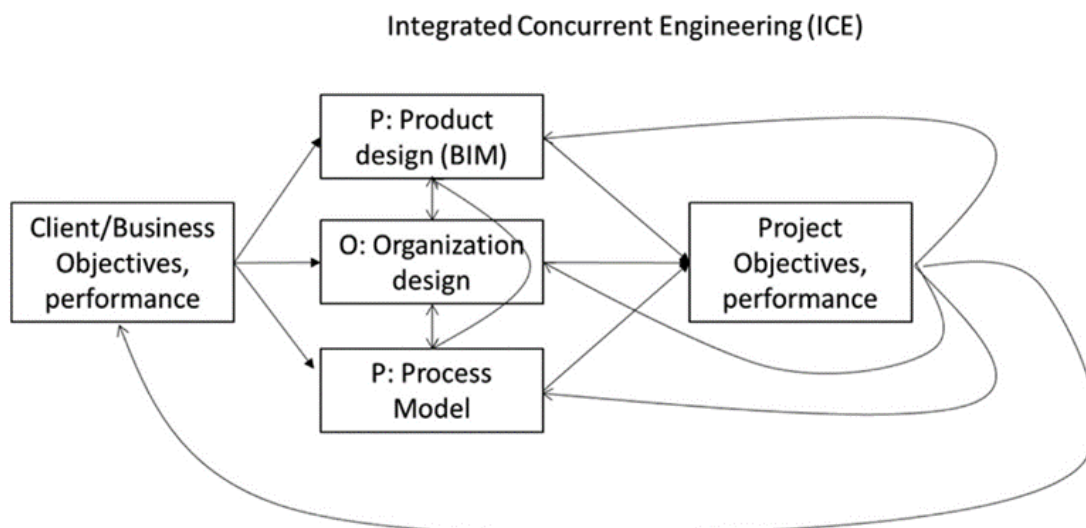 Integrated Concurrent Engineering (ICE)
P: Product
design (BIM)
Client/Business
Objectives,
performance
O: Organization
design
Project
Objectives,
performance
P: Process
Model